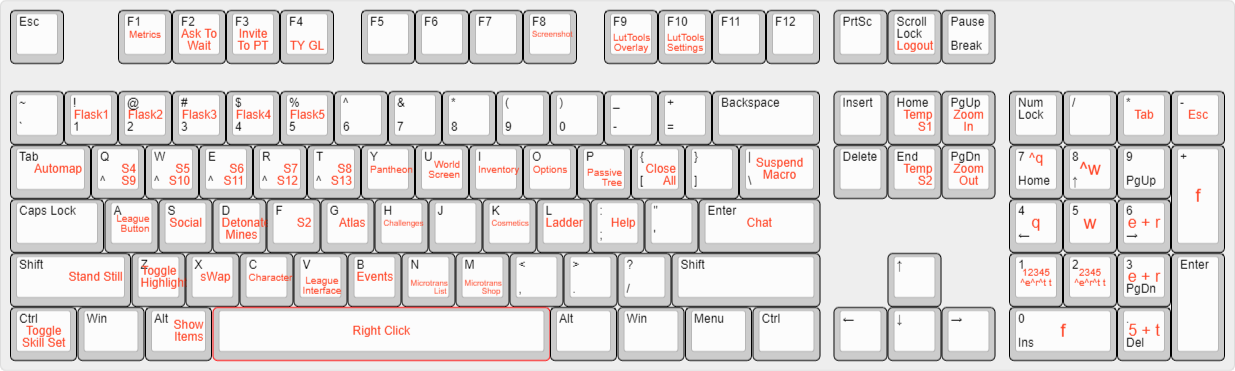 Esc
F1
Metrics
F2
Ask To
Wait
F3
Invite
To PT
F4
TY GL
F5
F6
F7
F8
Screenshot
F9
LutTools
Overlay
F10
LutTools
Settings
F11
F12
PrtSc
Scroll
Lock
Logout
Pause
Break
~
`
!
Flask1
1
@
Flask2
2
#
Flask3
3
$
Flask4
4
%
Flask5
5
^
6
&
7
*
8
(
9
)
0
_
-
+
=
Backspace
Insert
Home
Temp
S1
PgUp
Zoom
In
Num
Lock
/
*
Tab
-
Esc
Tab
Automap
Q
S4
^ S9
W
S5
^ S10
E
S6
^ S11
R
S7
^ S12
T
S8
^ S13
Y
Pantheon
U
World
Screen
I
Inventory
O
Options
P
Passive
Tree
{
Close
[ All
}
]
|
Suspend
\ Macro
Delete
End
Temp
S2
PgDn
Zoom
Out
7 ^q
Home
8
^w
↑
9
PgUp
+
f
Caps Lock
A
League
Button
S
Social
D
Detonate
Mines
F
S2
G
Atlas
H
Challenges
J
K
Cosmetics
L
Ladder
:
Help
;
"
'
Enter
Chat
4
q
←
5
w
6
e + r
→
Shift
Stand Still
Z
Toggle
Highlight
X
sWap
C
Character
V
League
Interface
B
Events
N
Microtrans
List
M
Microtrans
Shop
<
,
>
.
?
/
Shift
↑
1
12345
^e^r^t t
2
2345
^e^r^t t
3
e + r
PgDn
Enter
Ctrl
Toggle
Skill Set
Win
Alt
Show
Items
Right Click
Alt
Win
Menu
Ctrl
←
↓
→
0
f
Ins
.
5 + t
Del